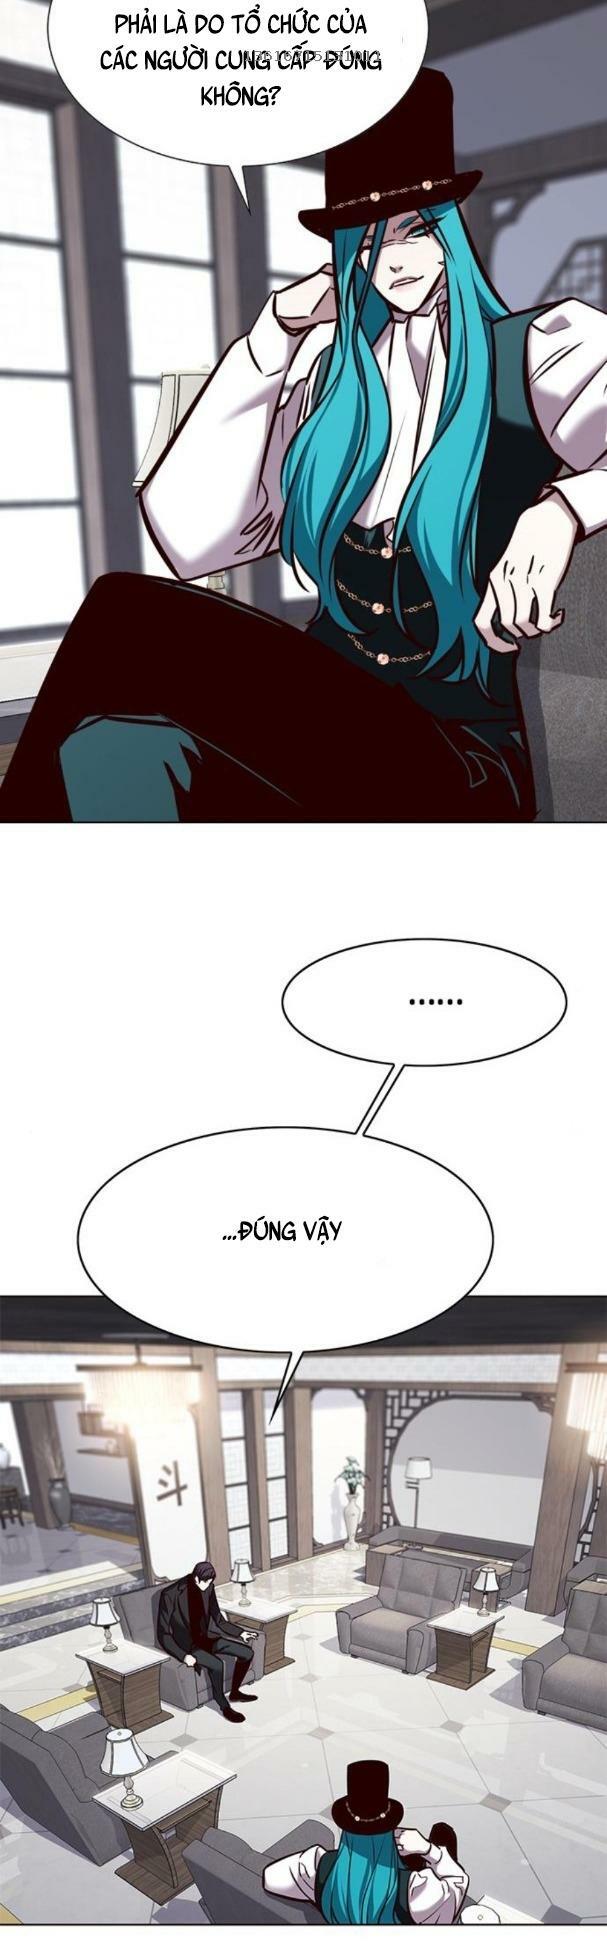 PHẢI LÀ DO TỔ CHỨC CỦA
CÁC NGƯỜI CUNG CẤP ĐÚNG
KHÔNG?
......
...ĐÚNG VẬY
斗